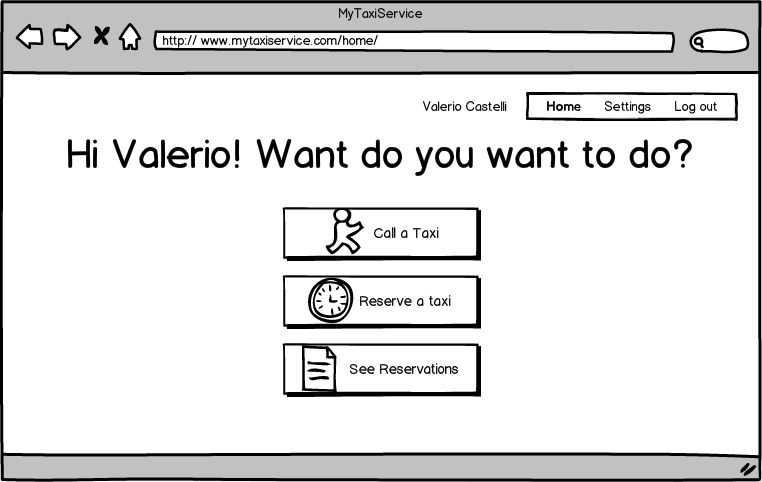 MyTaxiService
http:// www.mytaxiservice.com/home/
Valerio Castelli Home Settings Log out
Hi Valerio! Want do you want to do?
Call a Taxi
Reserve a taxi
See Reservations